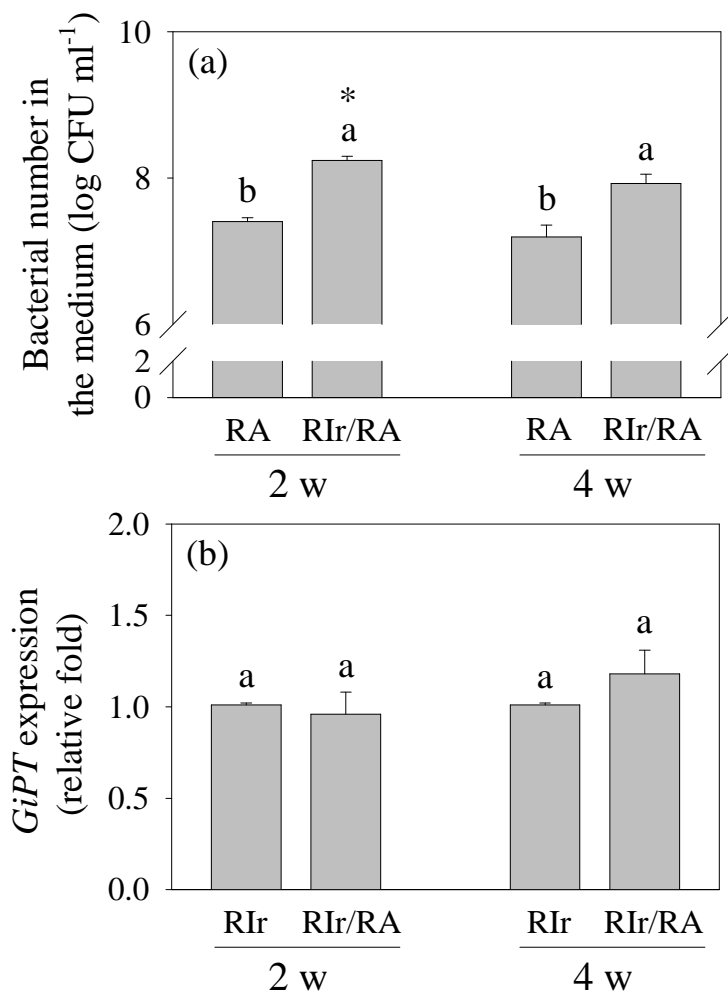 Bacterial number in
the medium (log CFU ml⁻¹)
10
8
6
2
0
(a)
*
b a b a
RA RIr/RA RA RIr/RA
2 w 4 w
GiPT expression
(relative fold)
2.0
1.5
1.0
0.5
0.0
(b)
a a a a
RIr RIr/RA RIr RIr/RA
2 w 4 w